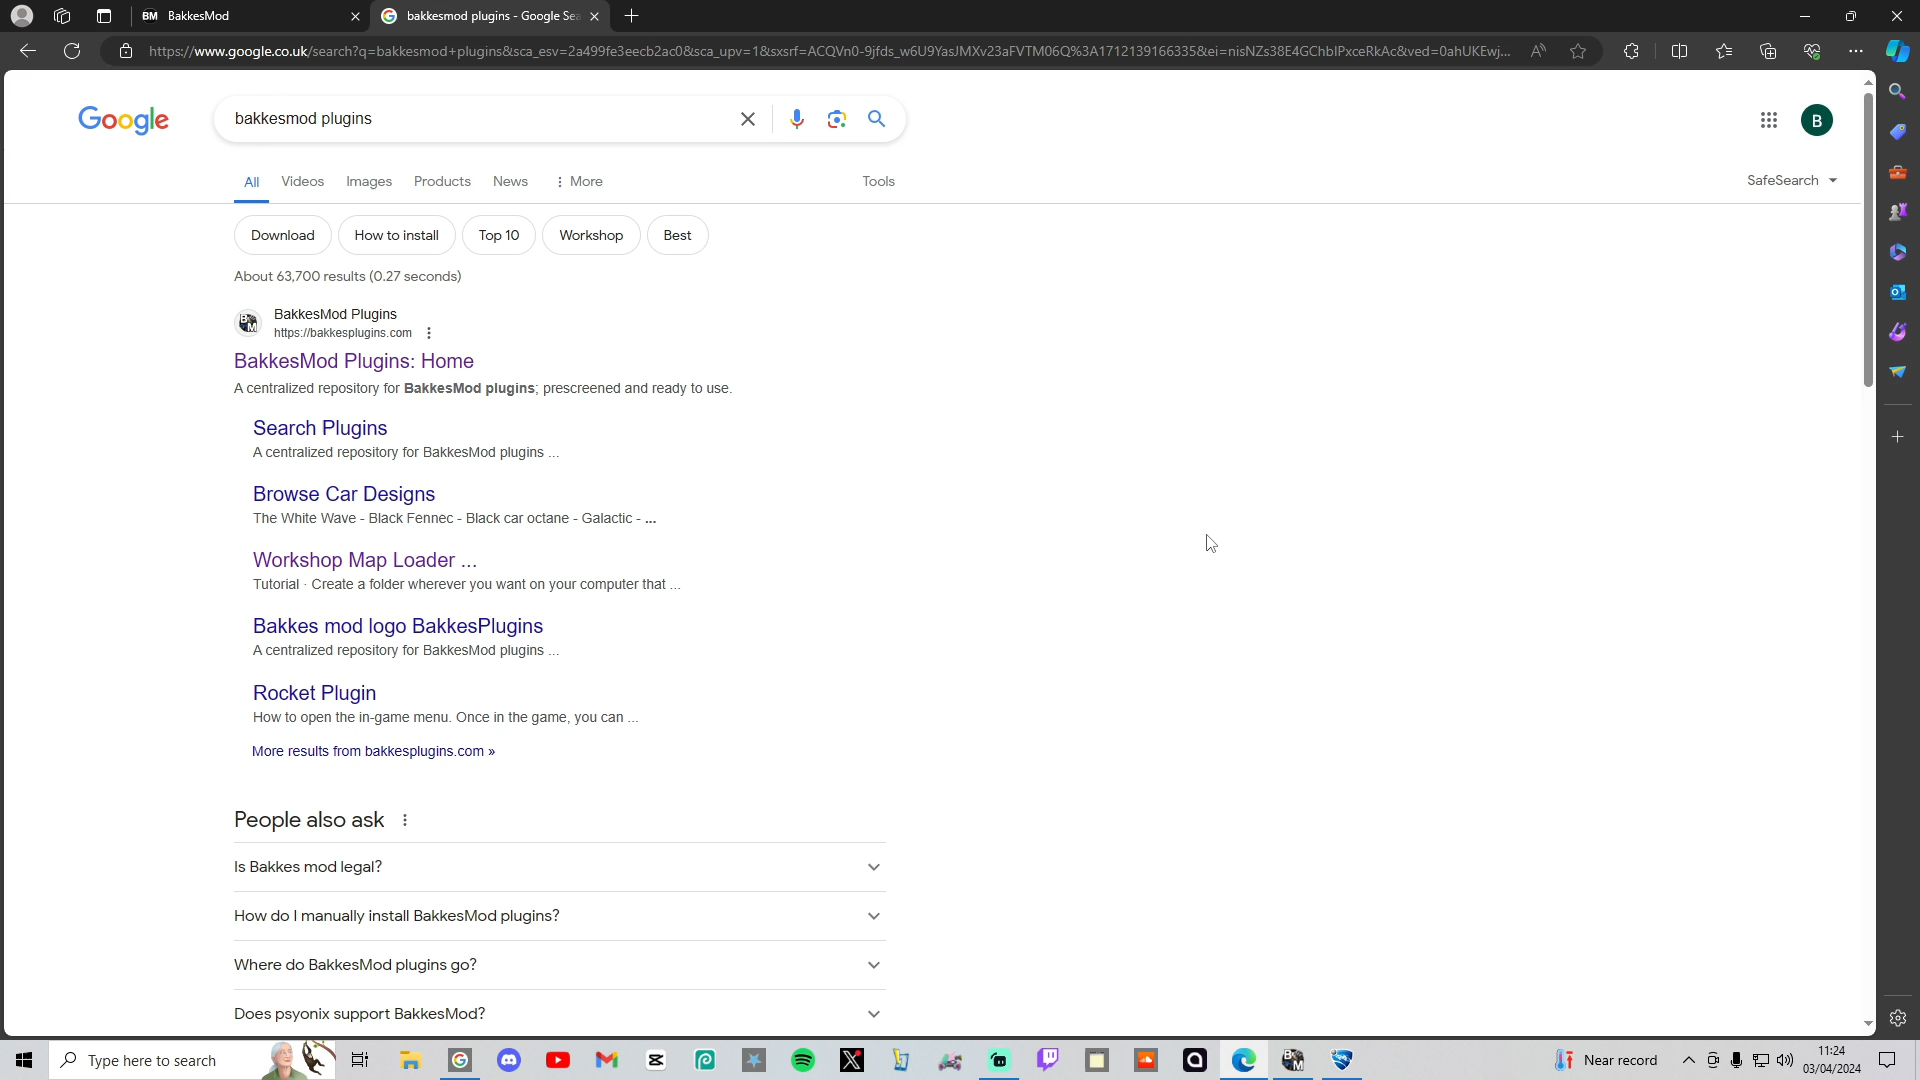 BM BakkesMod
bakkesmod plugins - Google Sea
https://www.google.co.uk/search?q=bakkesmod+plugins&sca_esv=2a499fe3eecb2ac0&sca_upv=1&sxsrf=ACQVn0-9jfds_w6U9YasJMXv23aFVTM06Q%3A1712139166335&ei=nisNZs38E4GChbIPxceRkAc&ved=0ahUKEwj...
Google
bakkesmod plugins
B
All Videos Images Products News More Tools SafeSearch
Download How to install Top 10 Workshop Best
About 63,700 results (0.27 seconds)
BakkesMod Plugins
https://bakkesplugins.com
BakkesMod Plugins: Home
A centralized repository for BakkesMod plugins; prescreened and ready to use.
Search Plugins
A centralized repository for BakkesMod plugins ...
Browse Car Designs
The White Wave - Black Fennec - Black car octane - Galactic - ...
Workshop Map Loader ...
Tutorial · Create a folder wherever you want on your computer that ...
Bakkes mod logo BakkesPlugins
A centralized repository for BakkesMod plugins ...
Rocket Plugin
How to open the in-game menu. Once in the game, you can ...
More results from bakkesplugins.com »
People also ask
Is Bakkes mod legal?
How do I manually install BakkesMod plugins?
Where do BakkesMod plugins go?
Does psyonix support BakkesMod?
Type here to search
Near record
11:24
03/04/2024